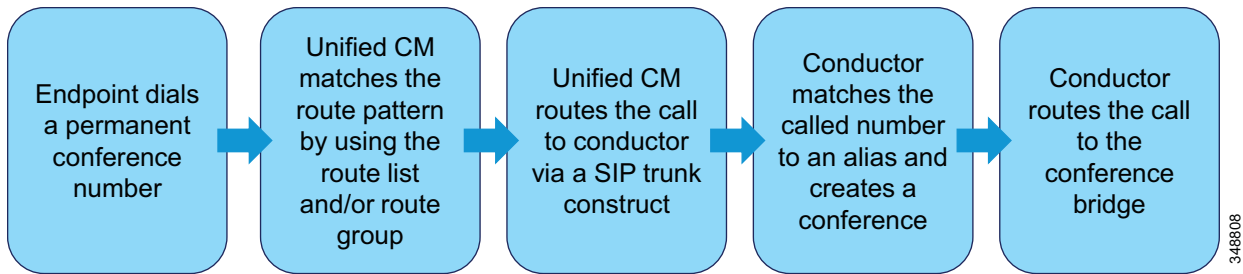 Endpoint dials
a permanent
conference
number
Unified CM
matches the
route pattern
by using the
route list
and/or route
group
Unified CM
routes the call
to conductor
via a SIP trunk
construct
Conductor
matches the
called number
to an alias and
creates a
conference
Conductor
routes the call
to the
conference
bridge
348808